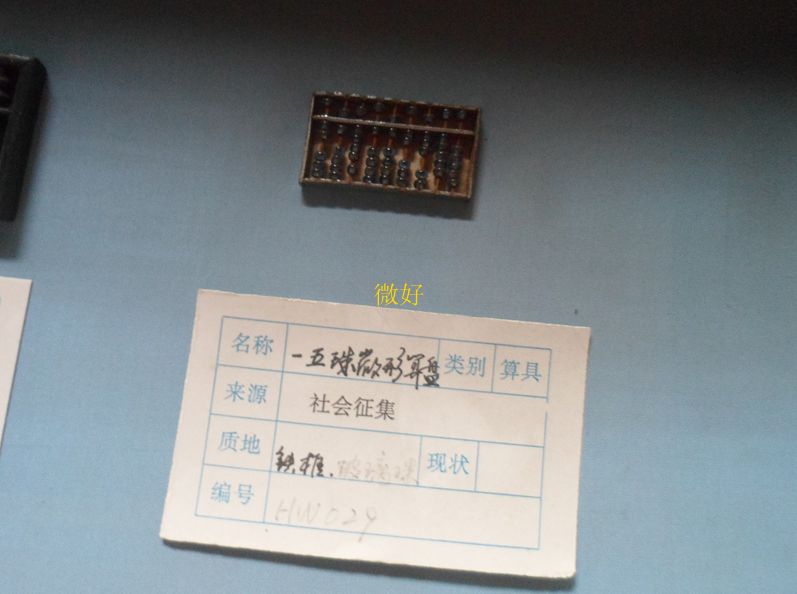 微好
名称 一五珠微形算盘 类别 算具
来源 社会征集
质地 铁框、玻璃珠 现状
编号 HW029